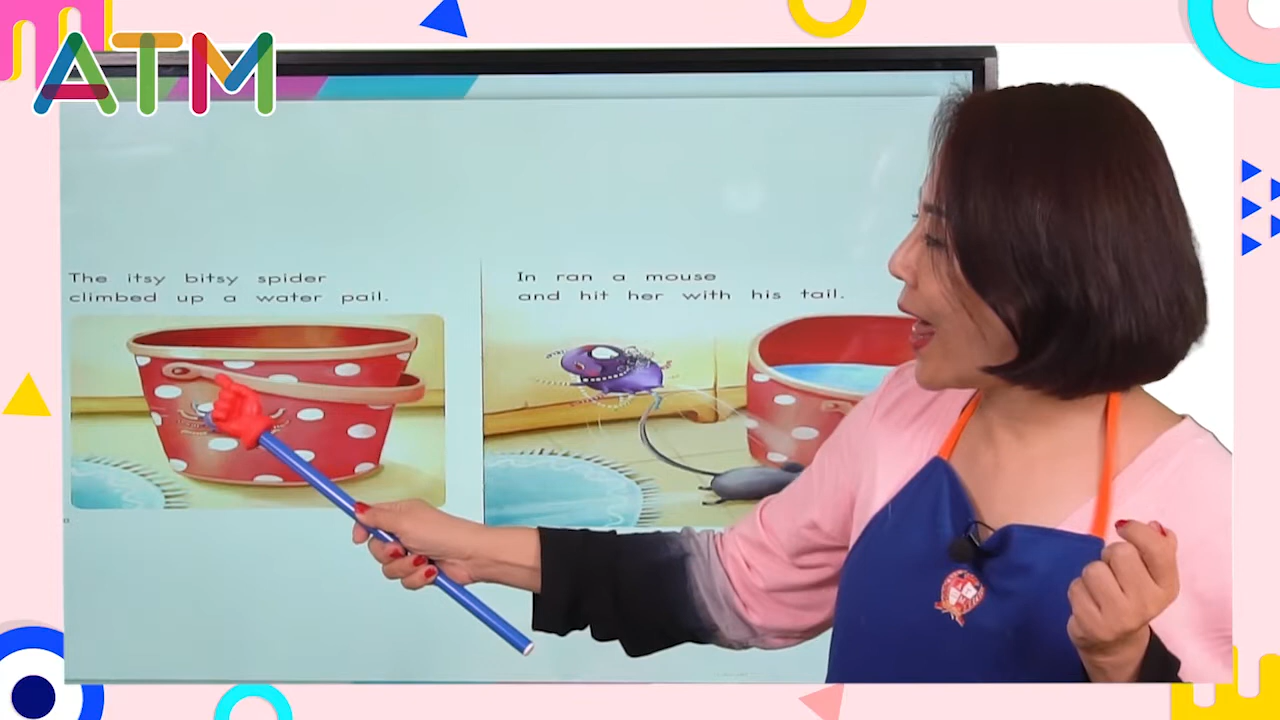 ATM
The itsy bitsy spider
climbed up a water pail.
In ran a mouse
and hit her with his tail.